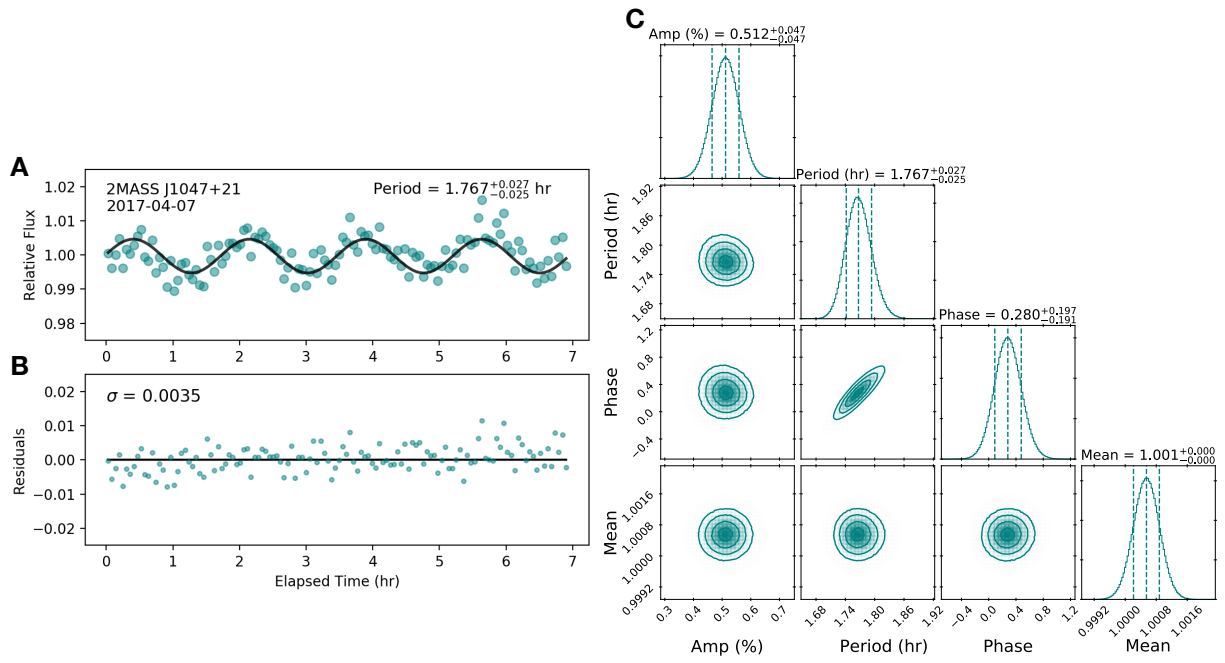 A
2MASS J1047+21
2017-04-07
Period = 1.767 +0.027 -0.025 hr
Relative Flux
1.02
1.01
1.00
0.99
0.98
0 1 2 3 4 5 6 7
B
σ = 0.0035
Residuals
0.02
0.01
0.00
−0.01
−0.02
0 1 2 3 4 5 6 7
Elapsed Time (hr)
C
Amp (%) = 0.512 +0.047 -0.047
Period (hr) = 1.767 +0.027 -0.025
Period (hr)
1.92
1.86
1.80
1.74
1.68
Phase = 0.280 +0.197 -0.191
Phase
1.2
0.8
0.4
0.0
−0.4
Mean = 1.001 +0.000 -0.000
Mean
1.0016
1.0008
1.0000
0.9992
0.3 0.4 0.5 0.6 0.7
Amp (%)
1.68 1.74 1.80 1.86 1.92
Period (hr)
−0.4 0.0 0.4 0.8 1.2
Phase
0.9992 1.0000 1.0008 1.0016
Mean